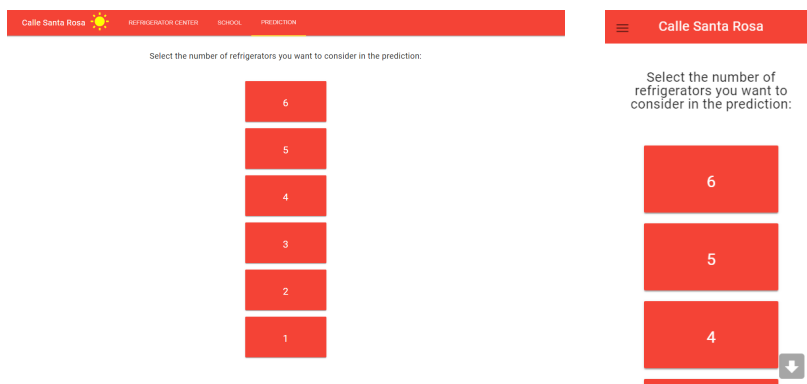 Calle Santa Rosa REFRIGERATOR CENTER SCHOOL PREDICTION
Select the number of refrigerators you want to consider in the prediction:
6
5
4
3
2
1
Calle Santa Rosa
Select the number of
refrigerators you want to
consider in the prediction:
6
5
4